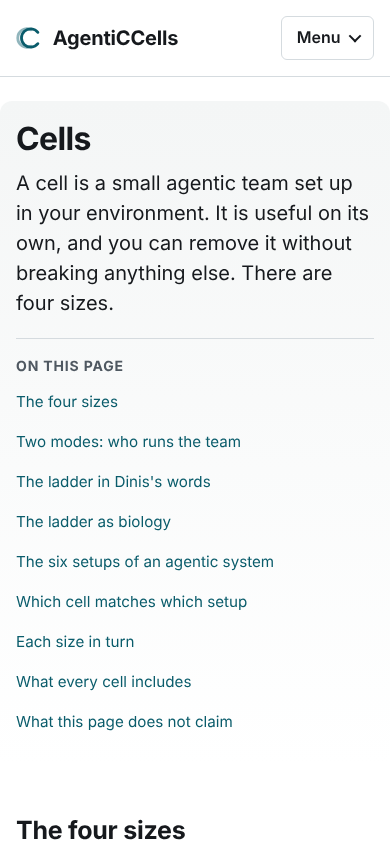 AgentiCCells
Menu
Cells
A cell is a small agentic team set up
in your environment. It is useful on its
own, and you can remove it without
breaking anything else. There are
four sizes.
ON THIS PAGE
The four sizes
Two modes: who runs the team
The ladder in Dinis's words
The ladder as biology
The six setups of an agentic system
Which cell matches which setup
Each size in turn
What every cell includes
What this page does not claim
The four sizes